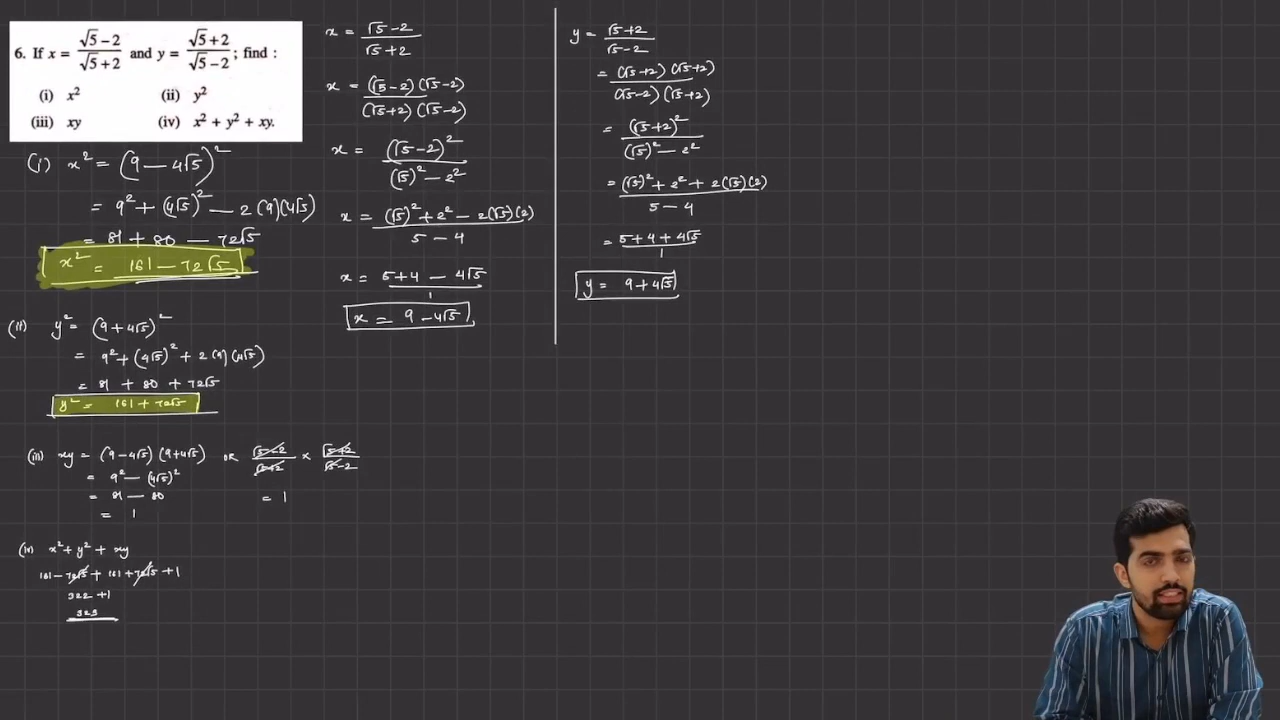 6. If x = (√5 − 2)/(√5 + 2) and y = (√5 + 2)/(√5 − 2); find :
(i) x² (ii) y²
(iii) xy (iv) x² + y² + xy.
(i) x² = (9 − 4√5)²
= 9² + (4√5)² − 2(9)(4√5)
= 81 + 80 − 72√5
x² = 161 − 72√5
(ii) y² = (9 + 4√5)²
= 9² + (4√5)² + 2(9)(4√5)
= 81 + 80 + 72√5
y² = 161 + 72√5
(iii) xy = (9 − 4√5)(9 + 4√5) OR (√5 − 2)/(√5 + 2) × (√5 + 2)/(√5 − 2)
= 9² − (4√5)²
= 81 − 80 = 1
= 1
(iv) x² + y² + xy
161 − 72√5 + 161 + 72√5 + 1
322 + 1
323
x = (√5 − 2)/(√5 + 2)
x = (√5 − 2)(√5 − 2)/(√5 + 2)(√5 − 2)
x = (√5 − 2)²/(√5)² − 2²
x = (√5)² + 2² − 2(√5)(2)/5 − 4
x = 5 + 4 − 4√5/1
x = 9 − 4√5
y = (√5 + 2)/(√5 − 2)
= (√5 + 2)(√5 + 2)/(√5 − 2)(√5 + 2)
= (√5 + 2)²/(√5)² − 2²
= (√5)² + 2² + 2(√5)(2)/5 − 4
= 5 + 4 + 4√5/1
y = 9 + 4√5